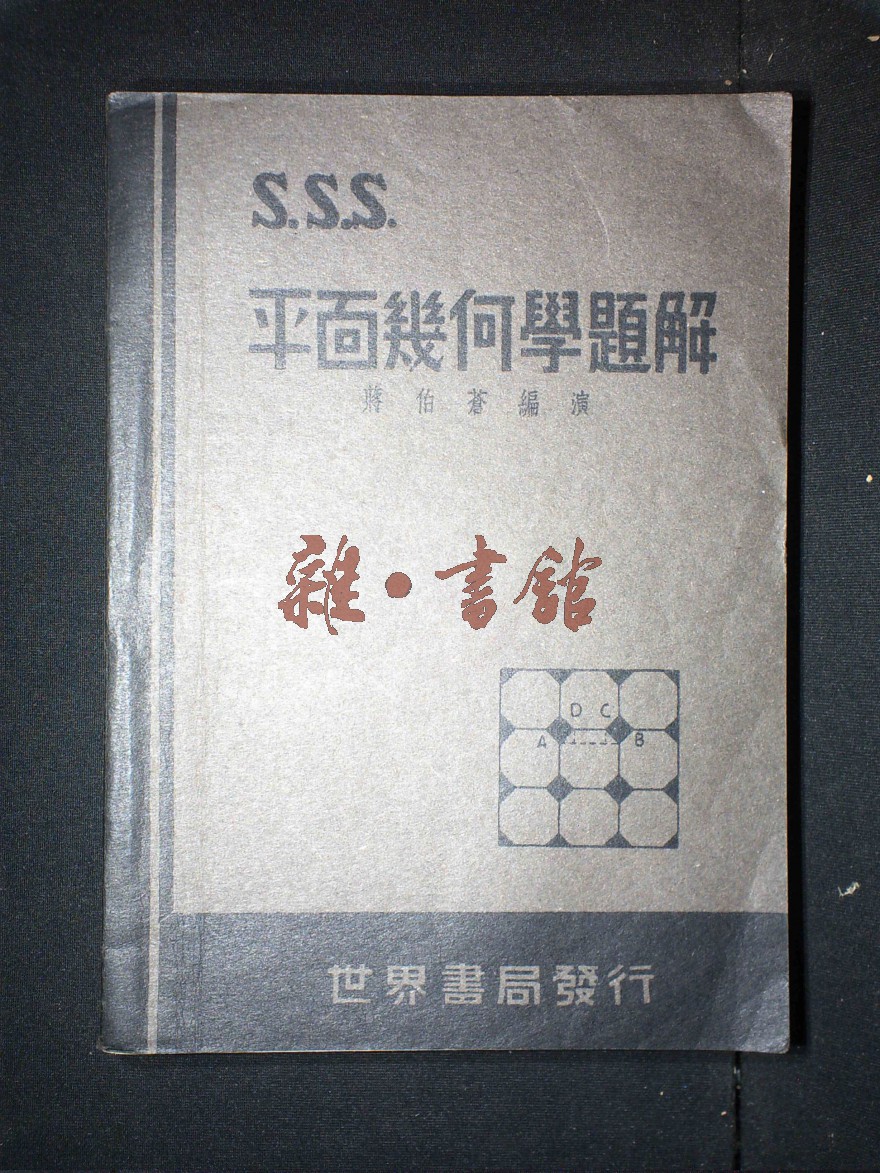 S.S.S.
平面幾何學題解
蔣伯蒼編演
雜·書館
D C
A B
世界書局發行